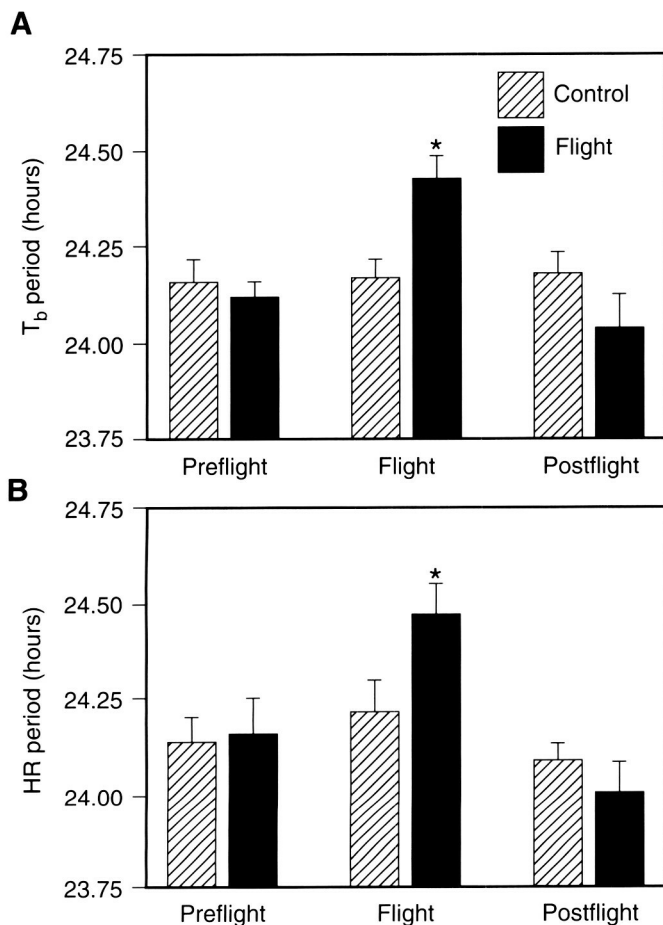 A
24.75
24.50
24.25
24.00
23.75
T_b period (hours)
Control
Flight
*
Preflight Flight Postflight
B
24.75
24.50
24.25
24.00
23.75
HR period (hours)
*
Preflight Flight Postflight